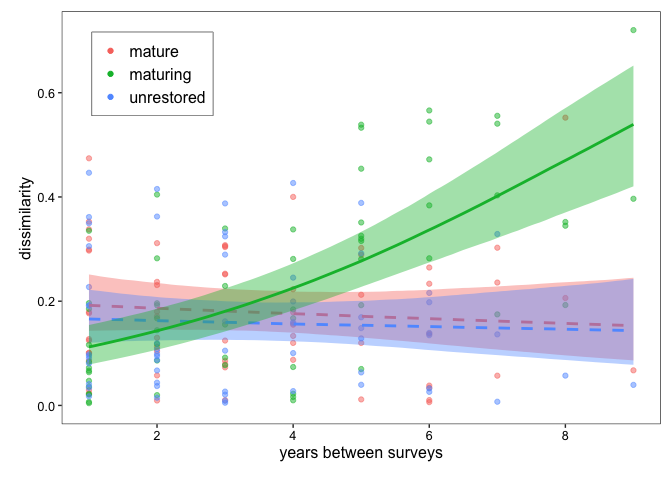 mature
maturing
unrestored
dissimilarity
0.6
0.4
0.2
0.0
2
4
6
8
years between surveys